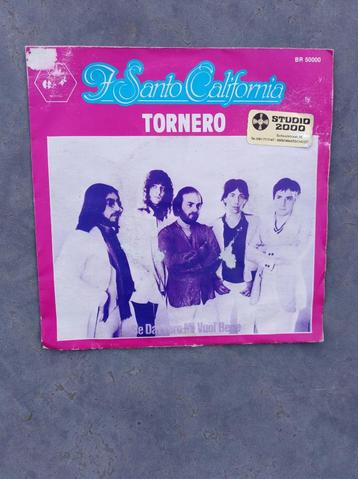 BR 50000
I Santo California
TORNERO
STUDIO
2000
Se Davvero Mi Vuoi Bene